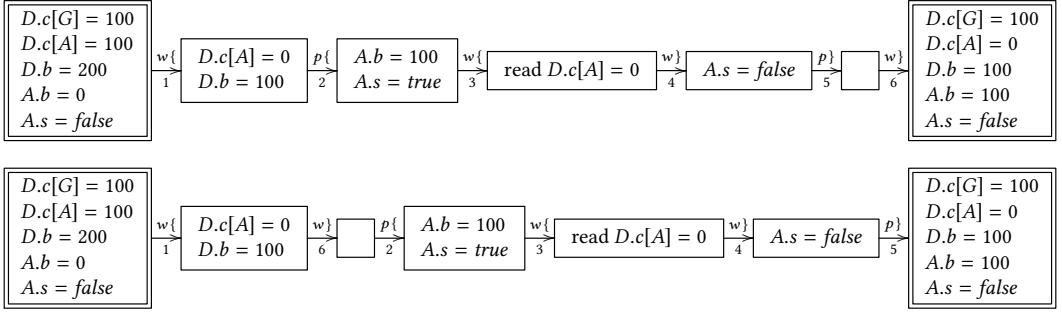 D.c[G] = 100
D.c[A] = 100
D.b = 200
A.b = 0
A.s = false
w{
1
D.c[A] = 0
D.b = 100
p{
2
A.b = 100
A.s = true
w{
3
read D.c[A] = 0
w}
4
A.s = false
p}
5
w}
6
D.c[G] = 100
D.c[A] = 0
D.b = 100
A.b = 100
A.s = false
D.c[G] = 100
D.c[A] = 100
D.b = 200
A.b = 0
A.s = false
w{
1
D.c[A] = 0
D.b = 100
w}
6
p{
2
A.b = 100
A.s = true
w{
3
read D.c[A] = 0
w}
4
A.s = false
p}
5
D.c[G] = 100
D.c[A] = 0
D.b = 100
A.b = 100
A.s = false